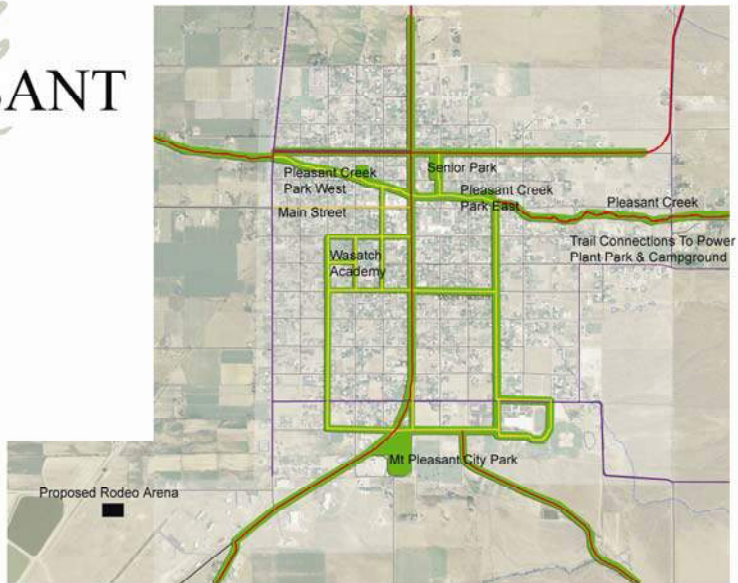 SANT
Senior Park
Pleasant Creek
Park West
Pleasant Creek
Park East
Pleasant Creek
Main Street
Trail Connections To Power
Plant Park & Campground
Wasatch
Academy
Mt Pleasant City Park
Proposed Rodeo Arena